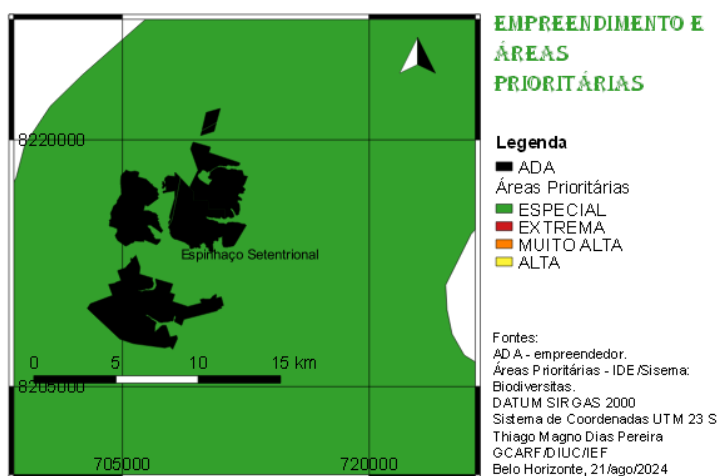 EMPREENDIMENTO E
ÁREAS
PRIORITÁRIAS
Legenda
ADA
Áreas Prioritárias
ESPECIAL
EXTREMA
MUITO ALTA
ALTA
8220000
Espinhaço Setentrional
0 5 10 15 km
8205000
705000 720000
Fontes:
ADA - empreendedor.
Áreas Prioritárias - IDE/Sisema:
Biodiversitas.
DATUM SIRGAS 2000
Sistema de Coordenadas UTM 23 S
Thiago Magno Dias Pereira
GCARF/DIUC/IEF
Belo Horizonte, 21/ago/2024